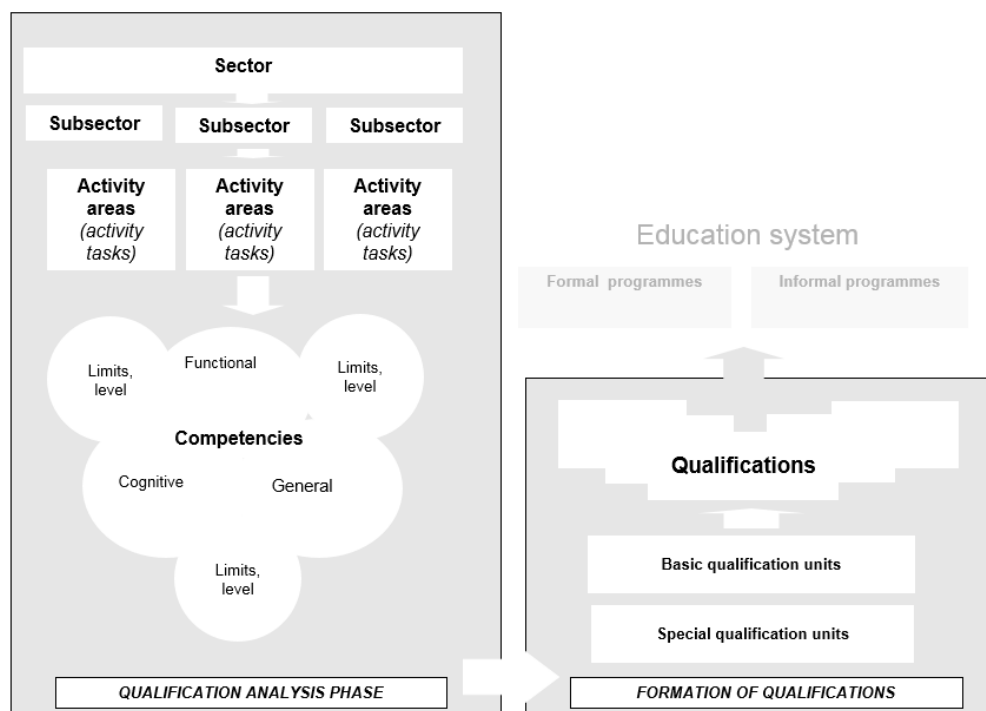 Sector
Subsector
Subsector
Subsector
Activity
areas
(activity
tasks)
Activity
areas
(activity
tasks)
Activity
areas
(activity
tasks)
Limits,
level
Functional
Limits,
level
Competencies
Cognitive
General
Limits,
level
QUALIFICATION ANALYSIS PHASE
Education system
Formal programmes
Informal programmes
Qualifications
Basic qualification units
Special qualification units
FORMATION OF QUALIFICATIONS